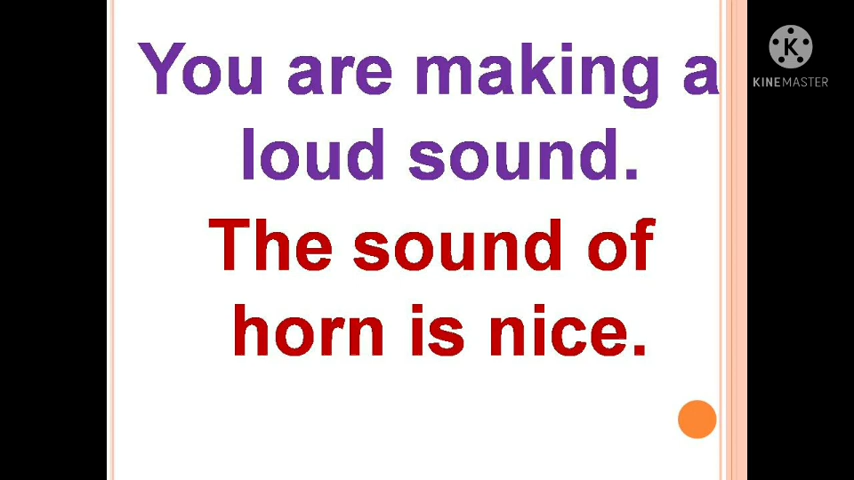 You are making a
loud sound.
The sound of
horn is nice.
K
KINEMASTER